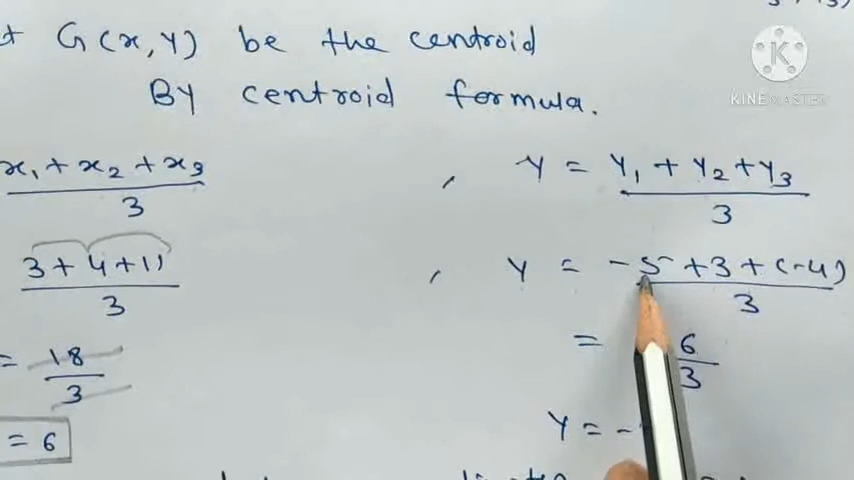 G(x,y) be the centroid
KINEMASTER
By centroid formula.
x₁ + x₂ + x₃ / 3 , y = y₁ + y₂ + y₃ / 3
3 + 4 + 11 / 3 , y = -5 + 3 + (-4) / 3
= 18 / 3 = 6 / 3
= 6 y = -